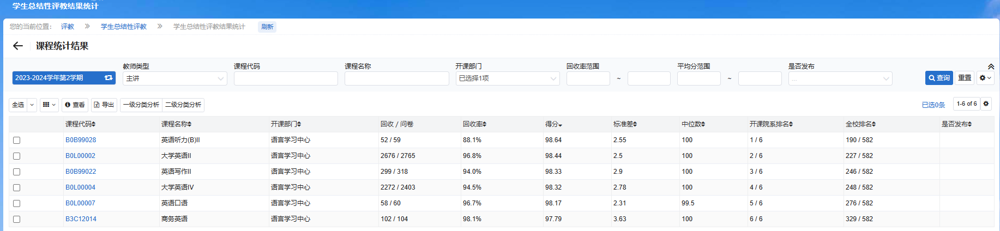 学生总结性评教结果统计
您的当前位置： 评教 » 学生总结性评教 » 学生总结性评教结果统计 刷新
← 课程统计结果
教师类型 课程代码 课程名称 开课部门 回收率范围 平均分范围 是否发布
2023-2024学年第2学期 主讲 已选择1项 ~ ~ ... 查询 重置
全选 查看 导出 一级分类分析 二级分类分析 已选0条 1-6 of 6
课程代码 课程名称 开课部门 回收 / 问卷 回收率 得分 标准差 中位数 开课院系排名 全校排名 是否发布
B0B99028 英语听力(B)II 语言学习中心 52 / 59 88.1% 98.64 2.55 100 1 / 6 190 / 582
B0L00002 大学英语II 语言学习中心 2676 / 2765 96.8% 98.44 2.5 100 2 / 6 227 / 582
B0B99022 英语写作II 语言学习中心 299 / 318 94.0% 98.33 2.9 100 3 / 6 246 / 582
B0L00004 大学英语IV 语言学习中心 2272 / 2403 94.5% 98.32 2.78 100 4 / 6 248 / 582
B0L00007 英语口语 语言学习中心 58 / 60 96.7% 98.17 2.31 99.5 5 / 6 276 / 582
B3C12014 商务英语 语言学习中心 102 / 104 98.1% 97.79 3.63 100 6 / 6 329 / 582